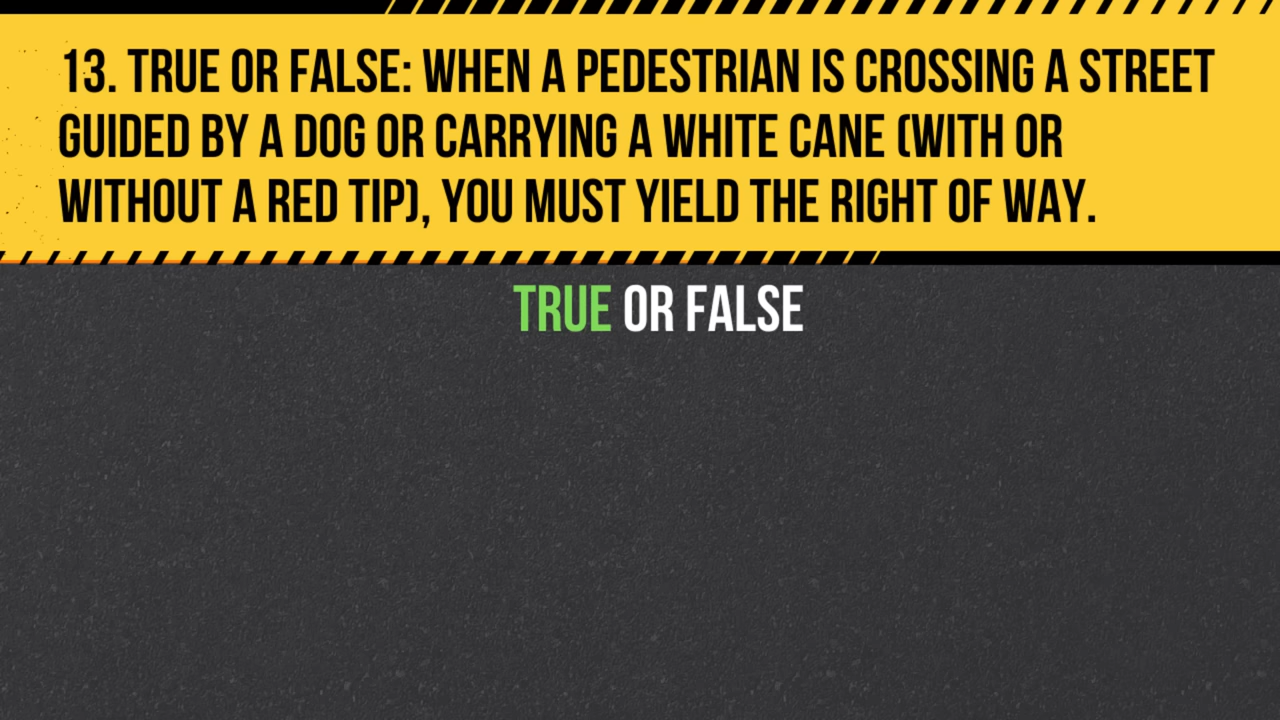 13. TRUE OR FALSE: WHEN A PEDESTRIAN IS CROSSING A STREET
GUIDED BY A DOG OR CARRYING A WHITE CANE (WITH OR
WITHOUT A RED TIP), YOU MUST YIELD THE RIGHT OF WAY.
TRUE OR FALSE